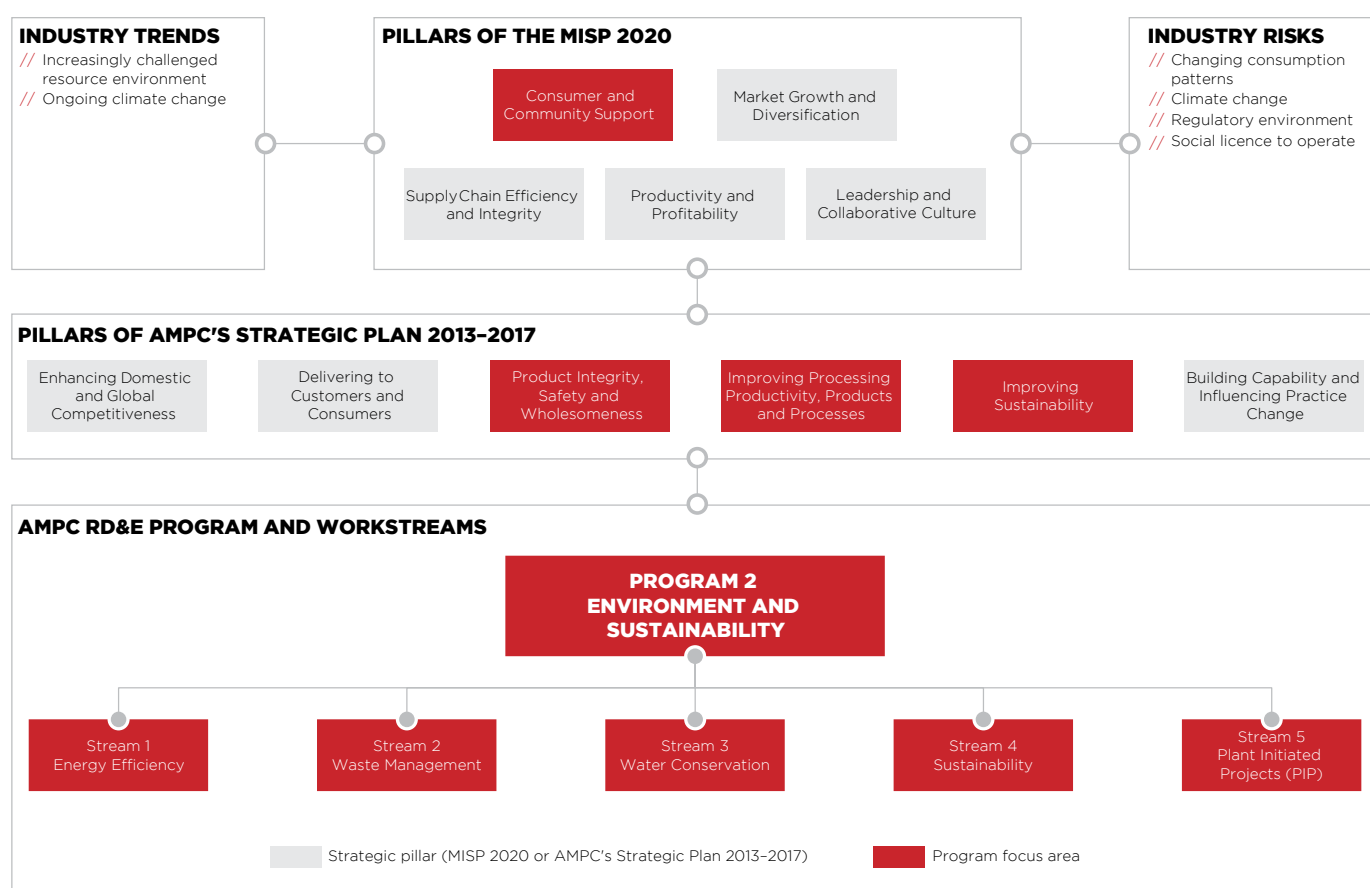 INDUSTRY TRENDS
// Increasingly challenged
resource environment
// Ongoing climate change
PILLARS OF THE MISP 2020
Consumer and
Community Support
Market Growth and
Diversification
Supply Chain Efficiency
and Integrity
Productivity and
Profitability
Leadership and
Collaborative Culture
INDUSTRY RISKS
// Changing consumption
patterns
// Climate change
// Regulatory environment
// Social licence to operate
PILLARS OF AMPC'S STRATEGIC PLAN 2013–2017
Enhancing Domestic
and Global
Competitiveness
Delivering to
Customers and
Consumers
Product Integrity,
Safety and
Wholesomeness
Improving Processing
Productivity, Products
and Processes
Improving
Sustainability
Building Capability and
Influencing Practice
Change
AMPC RD&E PROGRAM AND WORKSTREAMS
PROGRAM 2
ENVIRONMENT AND
SUSTAINABILITY
Stream 1
Energy Efficiency
Stream 2
Waste Management
Stream 3
Water Conservation
Stream 4
Sustainability
Stream 5
Plant Initiated
Projects (PIP)
Strategic pillar (MISP 2020 or AMPC's Strategic Plan 2013–2017)
Program focus area